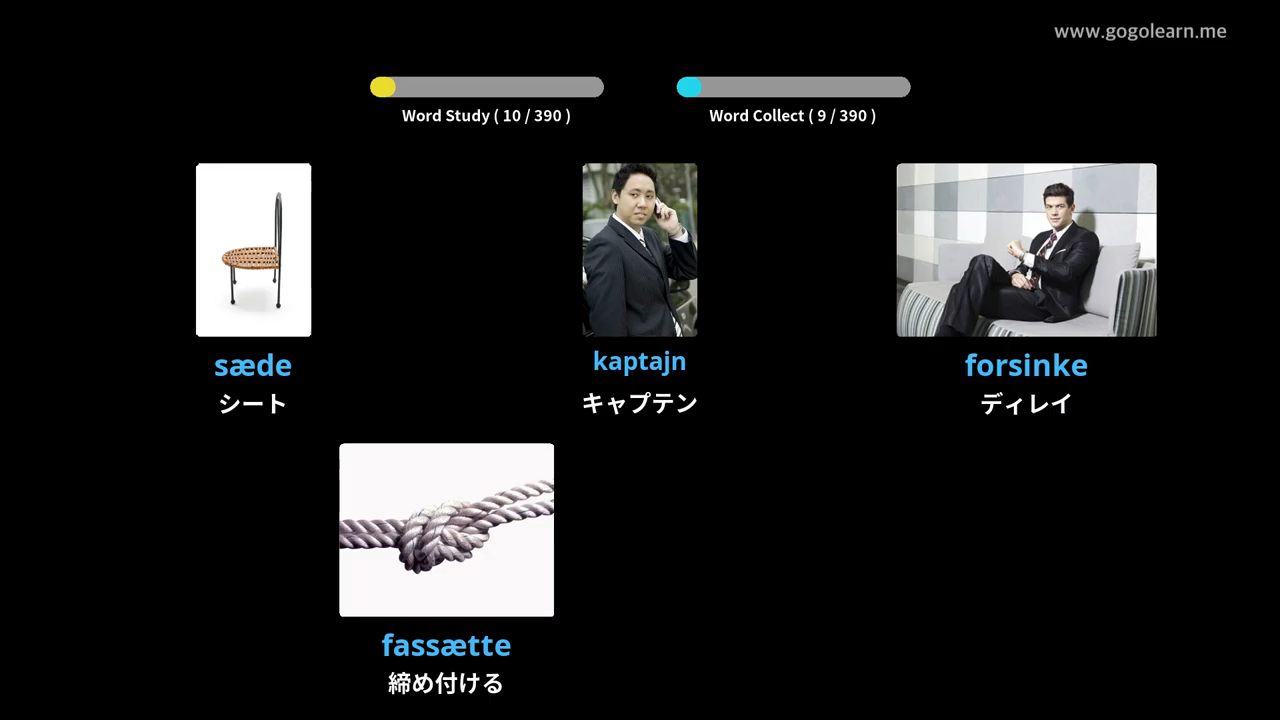 www.gogolearn.me
Word Study ( 10 / 390 )
Word Collect ( 9 / 390 )
sæde
シート
kaptajn
キャプテン
forsinke
ディレイ
fassætte
締め付ける